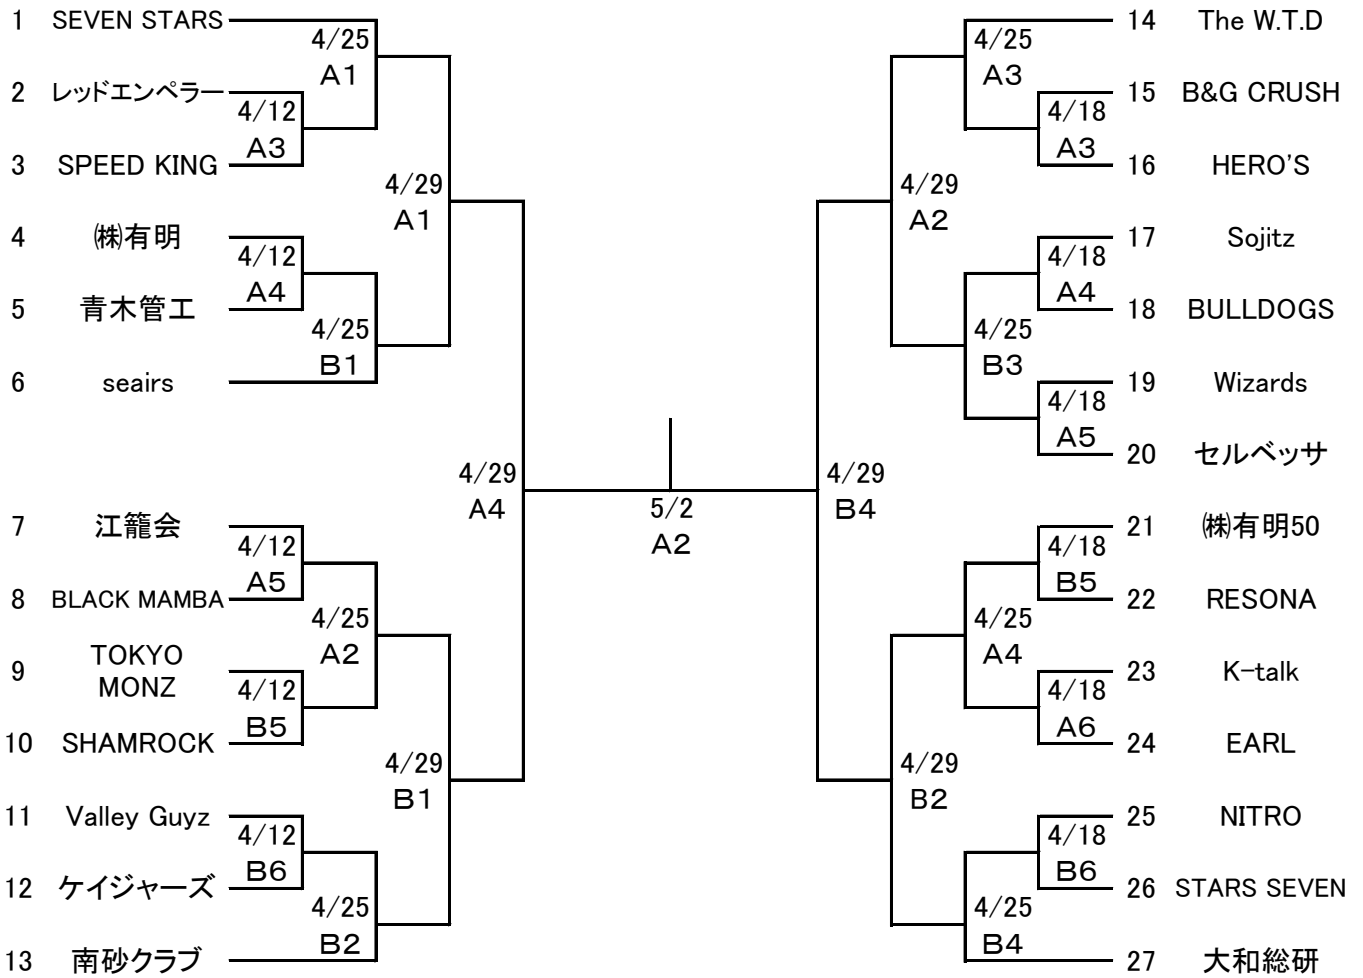 1 SEVEN STARS
4/25
A1
2 レッドエンペラー
4/12
A3
3 SPEED KING
4/29
A1
4 ㈱有明
4/12
A4
5 青木管工
4/25
B1
6 seairs
4/29
A4
7 江籠会
4/12
A5
8 BLACK MAMBA
4/25
A2
9 TOKYO
MONZ
4/12
B5
10 SHAMROCK
4/29
B1
11 Valley Guyz
4/12
B6
12 ケイジャーズ
4/25
B2
13 南砂クラブ
5/2
A2
14 The W.T.D
4/25
A3
15 B&G CRUSH
4/18
A3
16 HERO'S
4/29
A2
17 Sojitz
4/18
A4
18 BULLDOGS
4/25
B3
19 Wizards
4/18
A5
20 セルベッサ
4/29
B4
21 ㈱有明50
4/18
B5
22 RESONA
4/25
A4
23 K-talk
4/18
A6
24 EARL
4/29
B2
25 NITRO
4/18
B6
26 STARS SEVEN
4/25
B4
27 大和総研